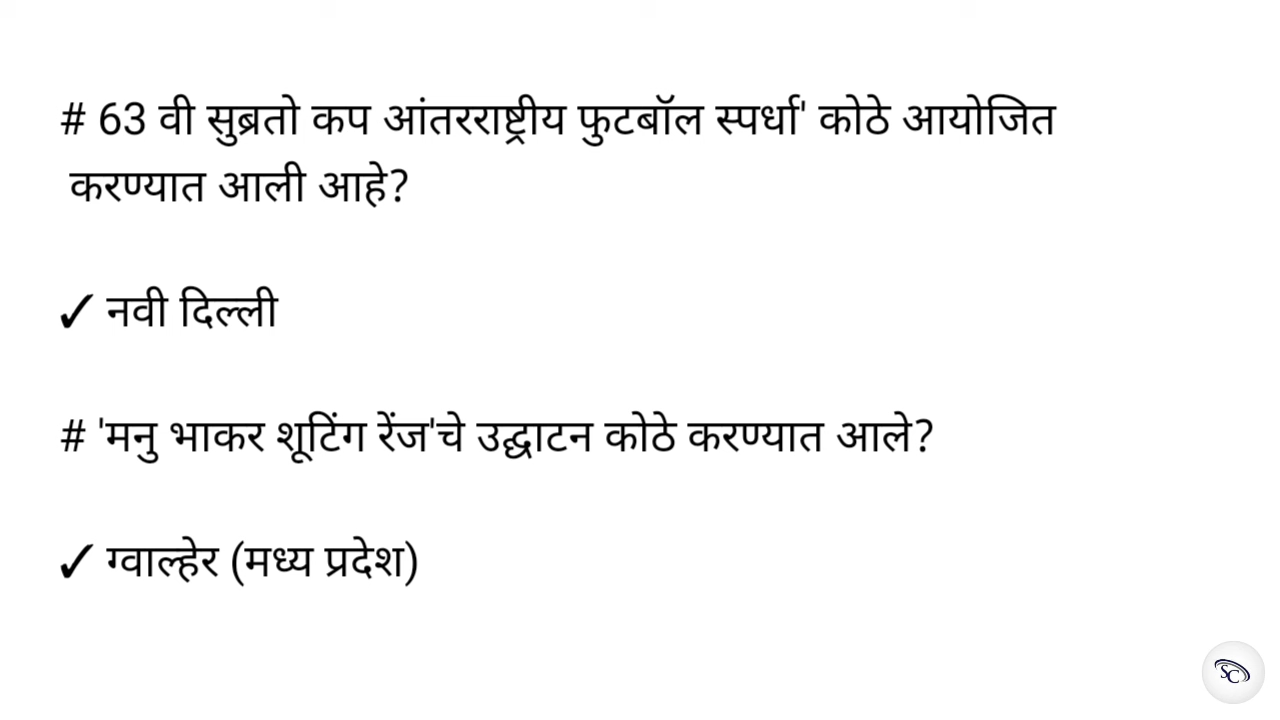 # 63 वी सुब्रतो कप आंतरराष्ट्रीय फुटबॉल स्पर्धा' कोठे आयोजित
करण्यात आली आहे?
✓ नवी दिल्ली
# 'मनु भाकर शूटिंग रेंज'चे उद्घाटन कोठे करण्यात आले?
✓ ग्वाल्हेर (मध्य प्रदेश)
SC